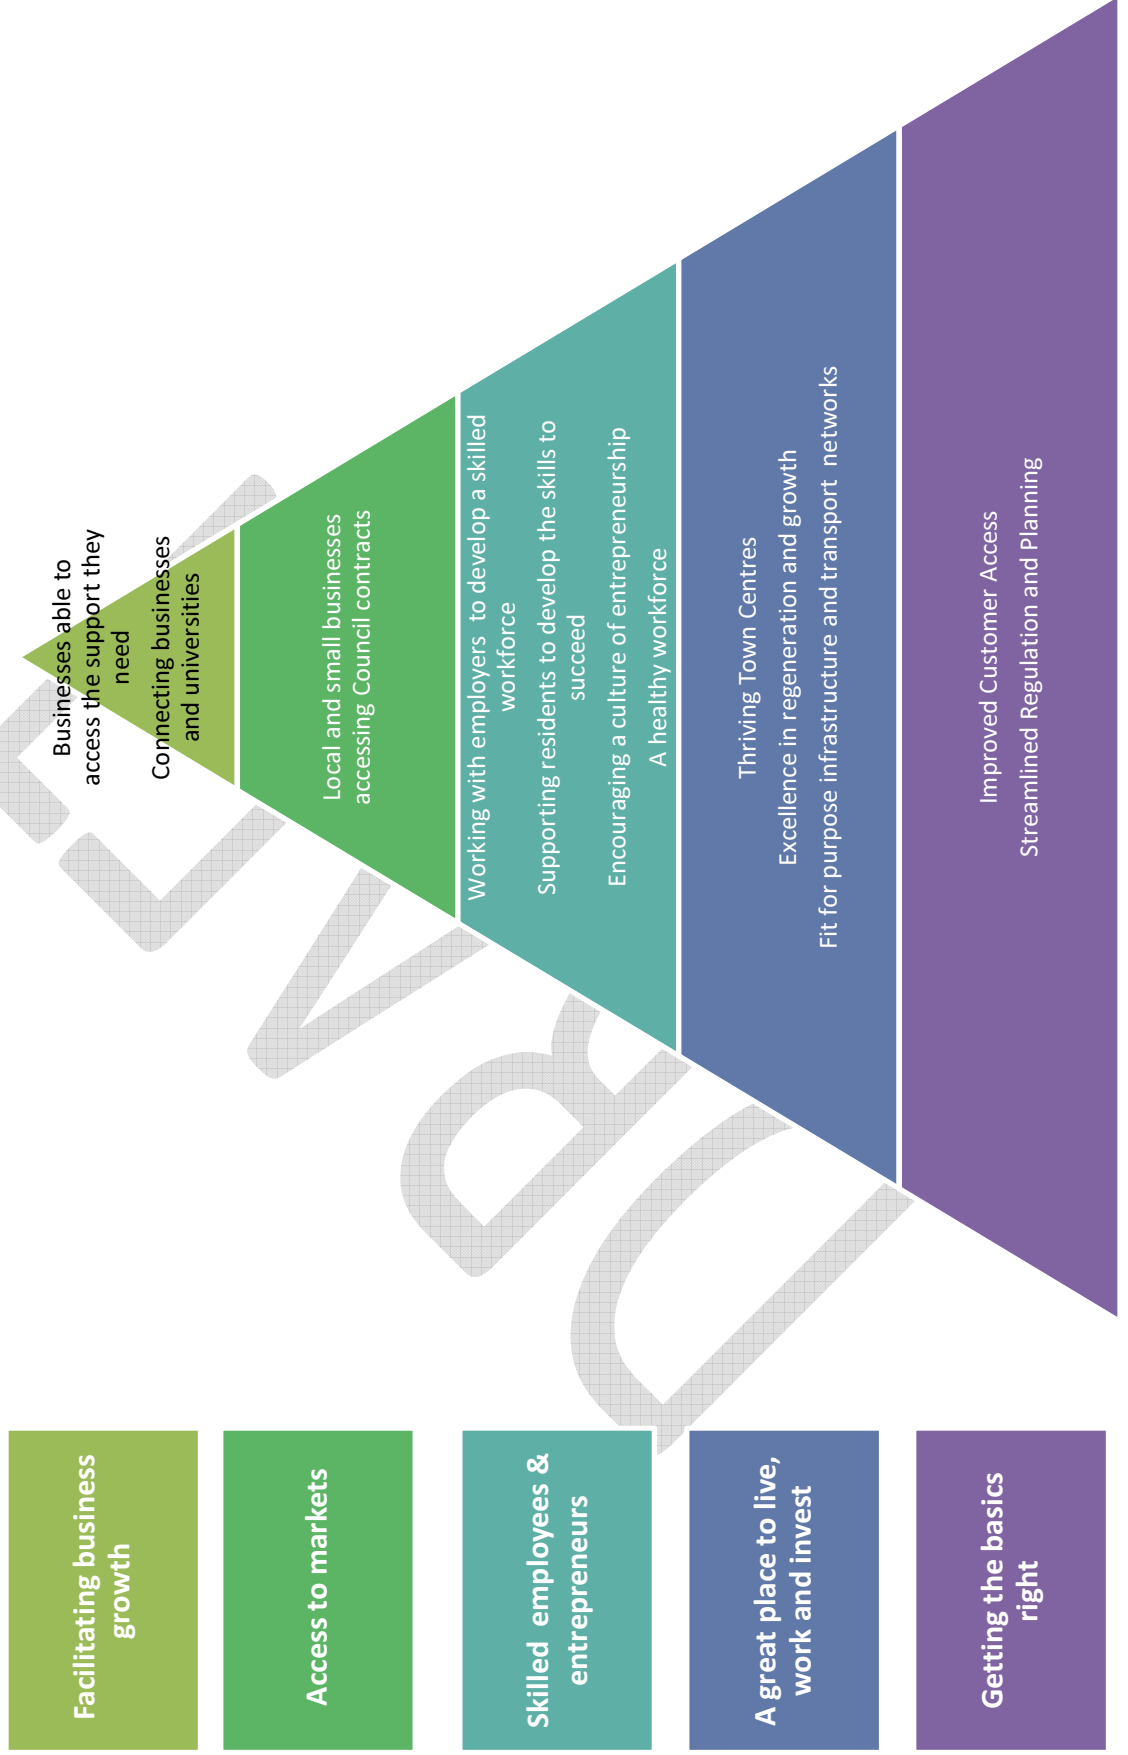 Facilitating business
growth
Businesses able to
access the support they
need
Connecting businesses
and universities
Access to markets
Local and small businesses
accessing Council contracts
Skilled employees &
entrepreneurs
Working with employers to develop a skilled
workforce
Supporting residents to develop the skills to
succeed
Encouraging a culture of entrepreneurship
A healthy workforce
A great place to live,
work and invest
Thriving Town Centres
Excellence in regeneration and growth
Fit for purpose infrastructure and transport networks
Getting the basics
right
Improved Customer Access
Streamlined Regulation and Planning
DRAFT